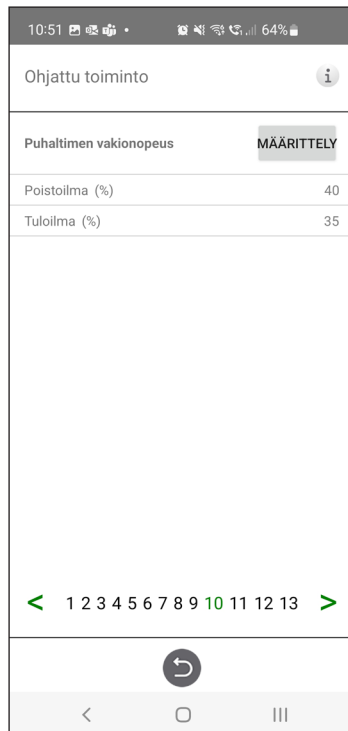 10:51 64%
Ohjattu toiminto i
Puhaltimen vakionopeus MÄÄRITTELY
Poistoilma (%) 40
Tuloilma (%) 35
< 1 2 3 4 5 6 7 8 9 10 11 12 13 >